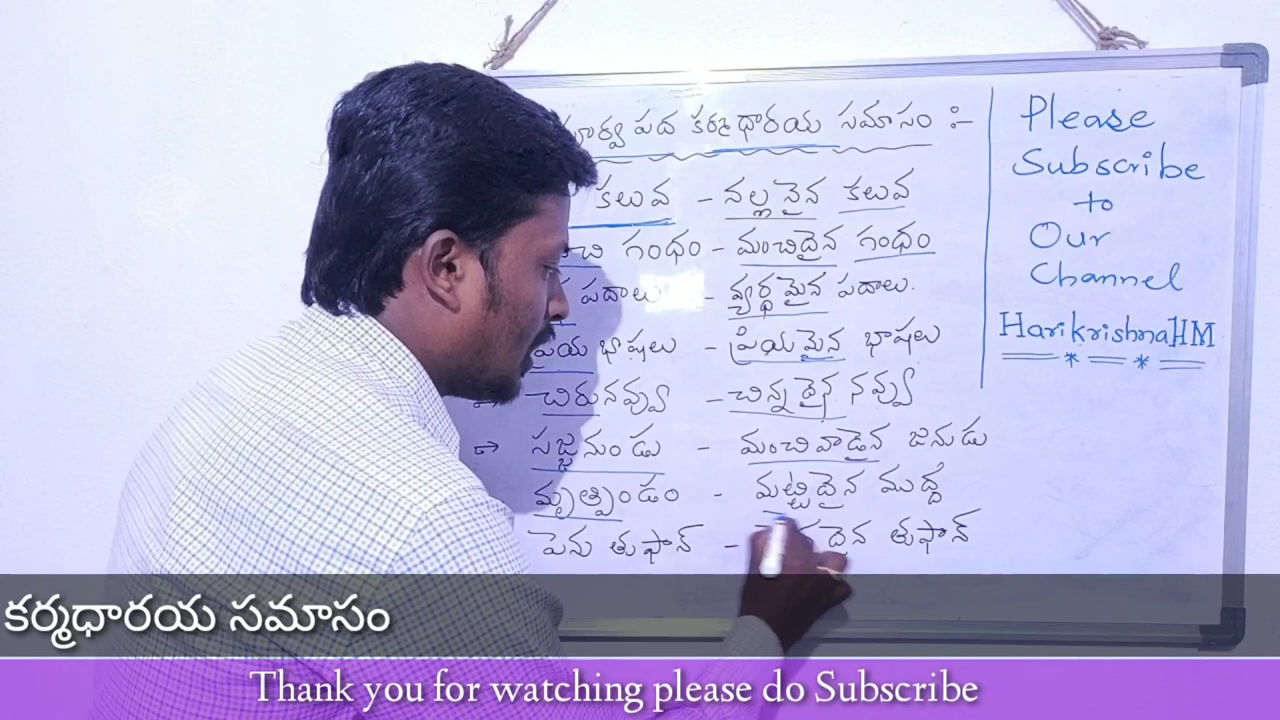 పద కర్మధారయ సమాసం :-
కలువ - నల్లనైన కలువ
గంధం - మంచిదైన గంధం
పదాలు - వ్యర్థమైన పదాలు.
ప్రియ భాషలు - ప్రియమైన భాషలు
చిరునవ్వు - చిన్నదైన నవ్వు
→ సజ్జనుండు - మంచివాడైన జనుడు
మృత్పిండం - మట్టిదైన ముద్ద
పెను తుఫాన్ - తుఫాన్
Please
Subscribe
to
Our
Channel
HarikrishnaHM
కర్మధారయ సమాసం
Thank you for watching please do Subscribe